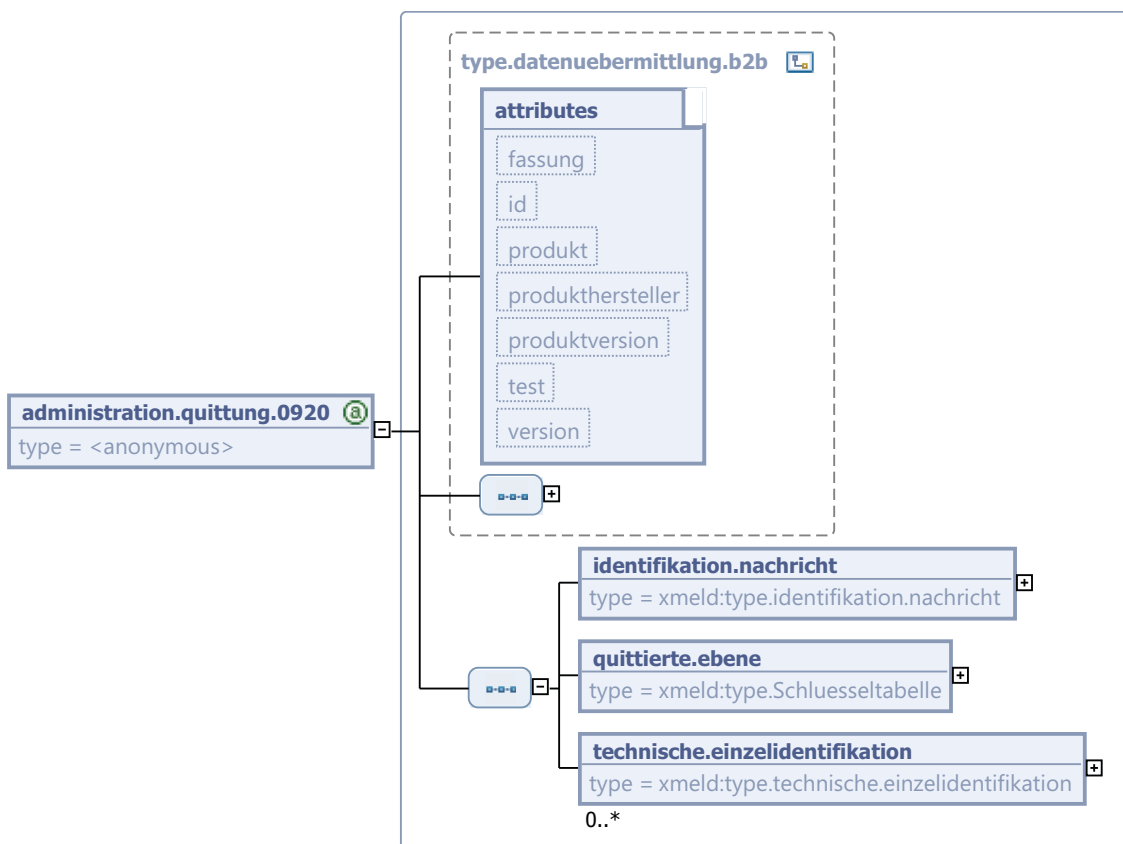 type.datenuebermittlung.b2b
attributes
fassung
id
produkt
produkthersteller
produktversion
test
version
administration.quittung.0920
type = <anonymous>
identifikation.nachricht
type = xmeld:type.identifikation.nachricht
quittierte.ebene
type = xmeld:type.Schluesseltabelle
technische.einzelidentifikation
type = xmeld:type.technische.einzelidentifikation
0..*